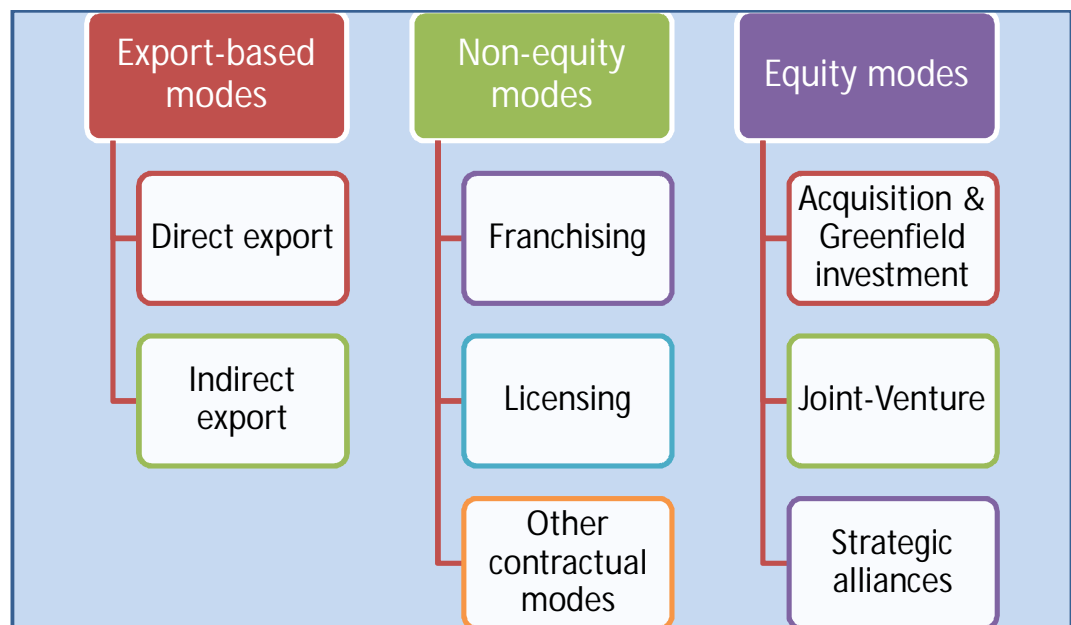 Export-based
modes
Direct export
Indirect
export
Non-equity
modes
Franchising
Licensing
Other
contractual
modes
Equity modes
Acquisition &
Greenfield
investment
Joint-Venture
Strategic
alliances